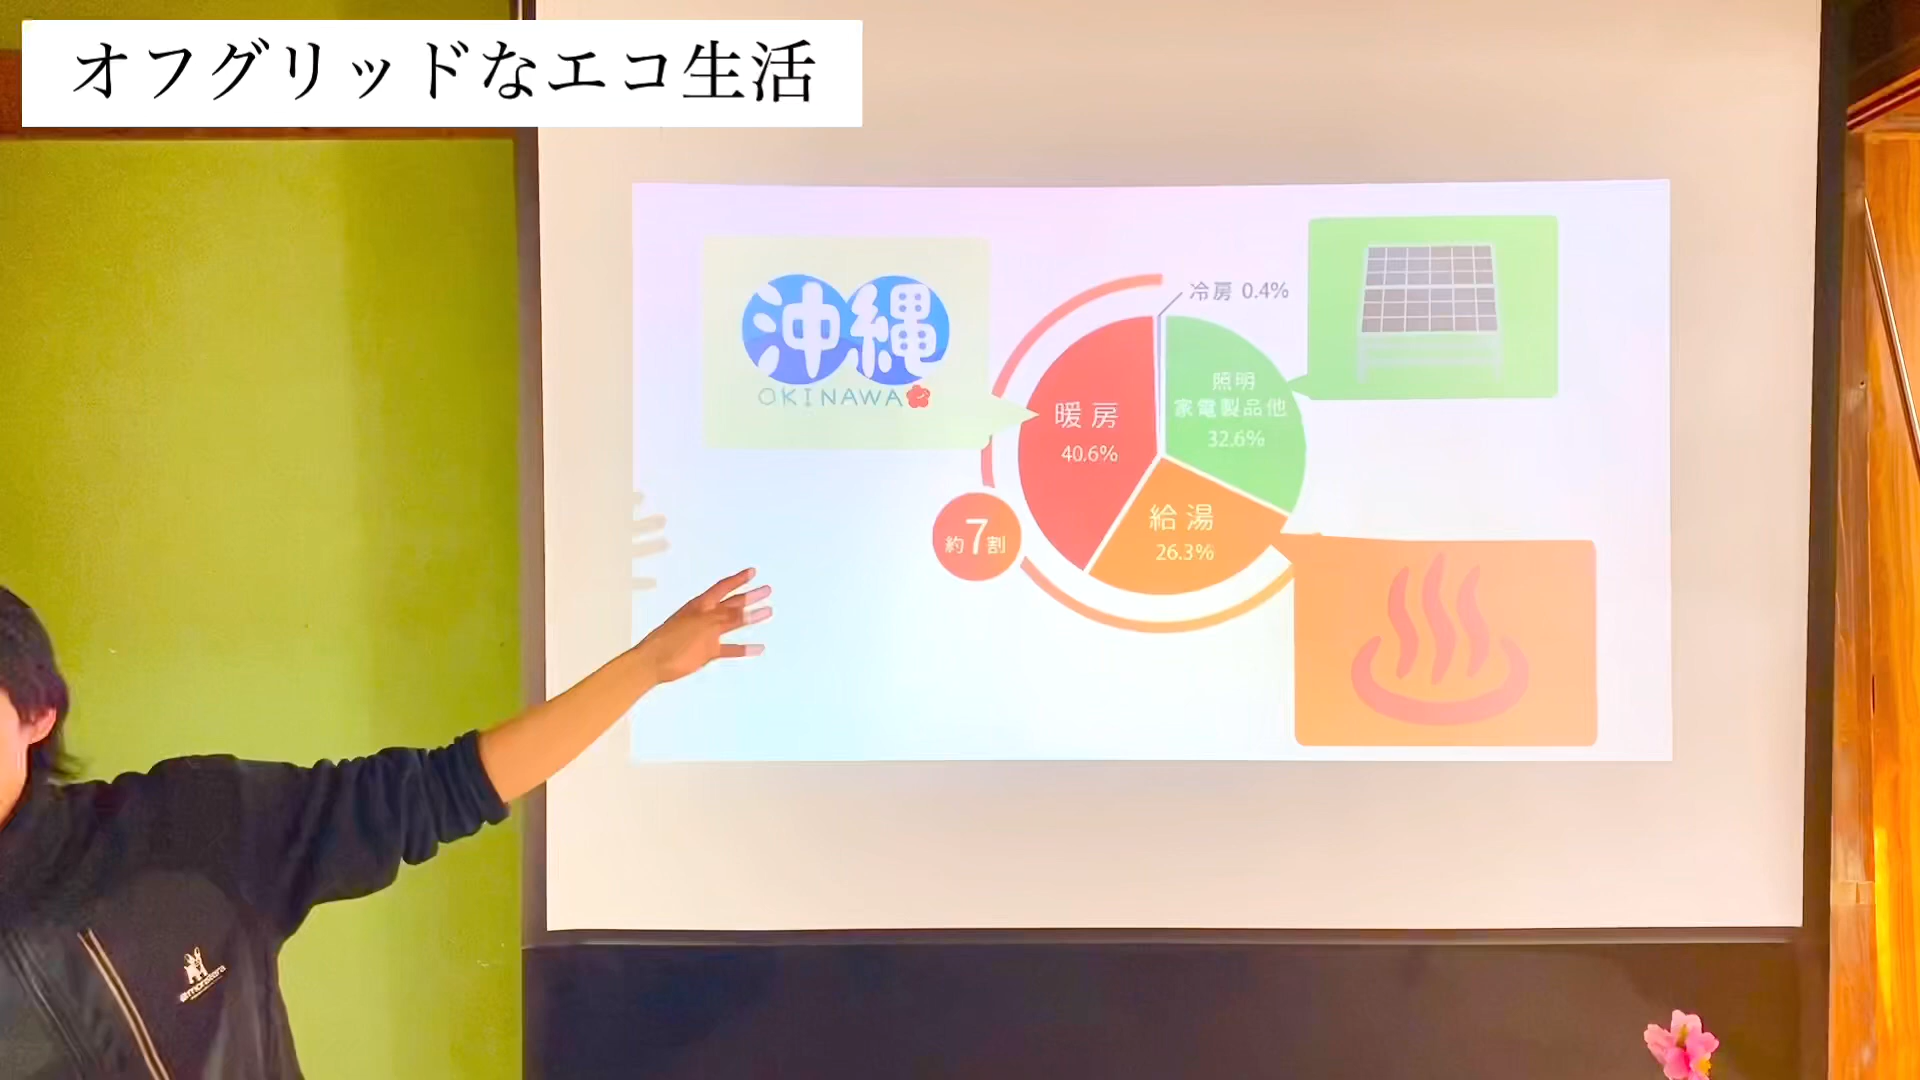 オフグリッドなエコ生活
沖縄
OKINAWA
冷房 0.4%
照明
家電製品他
32.6%
暖房
40.6%
給湯
26.3%
約7割